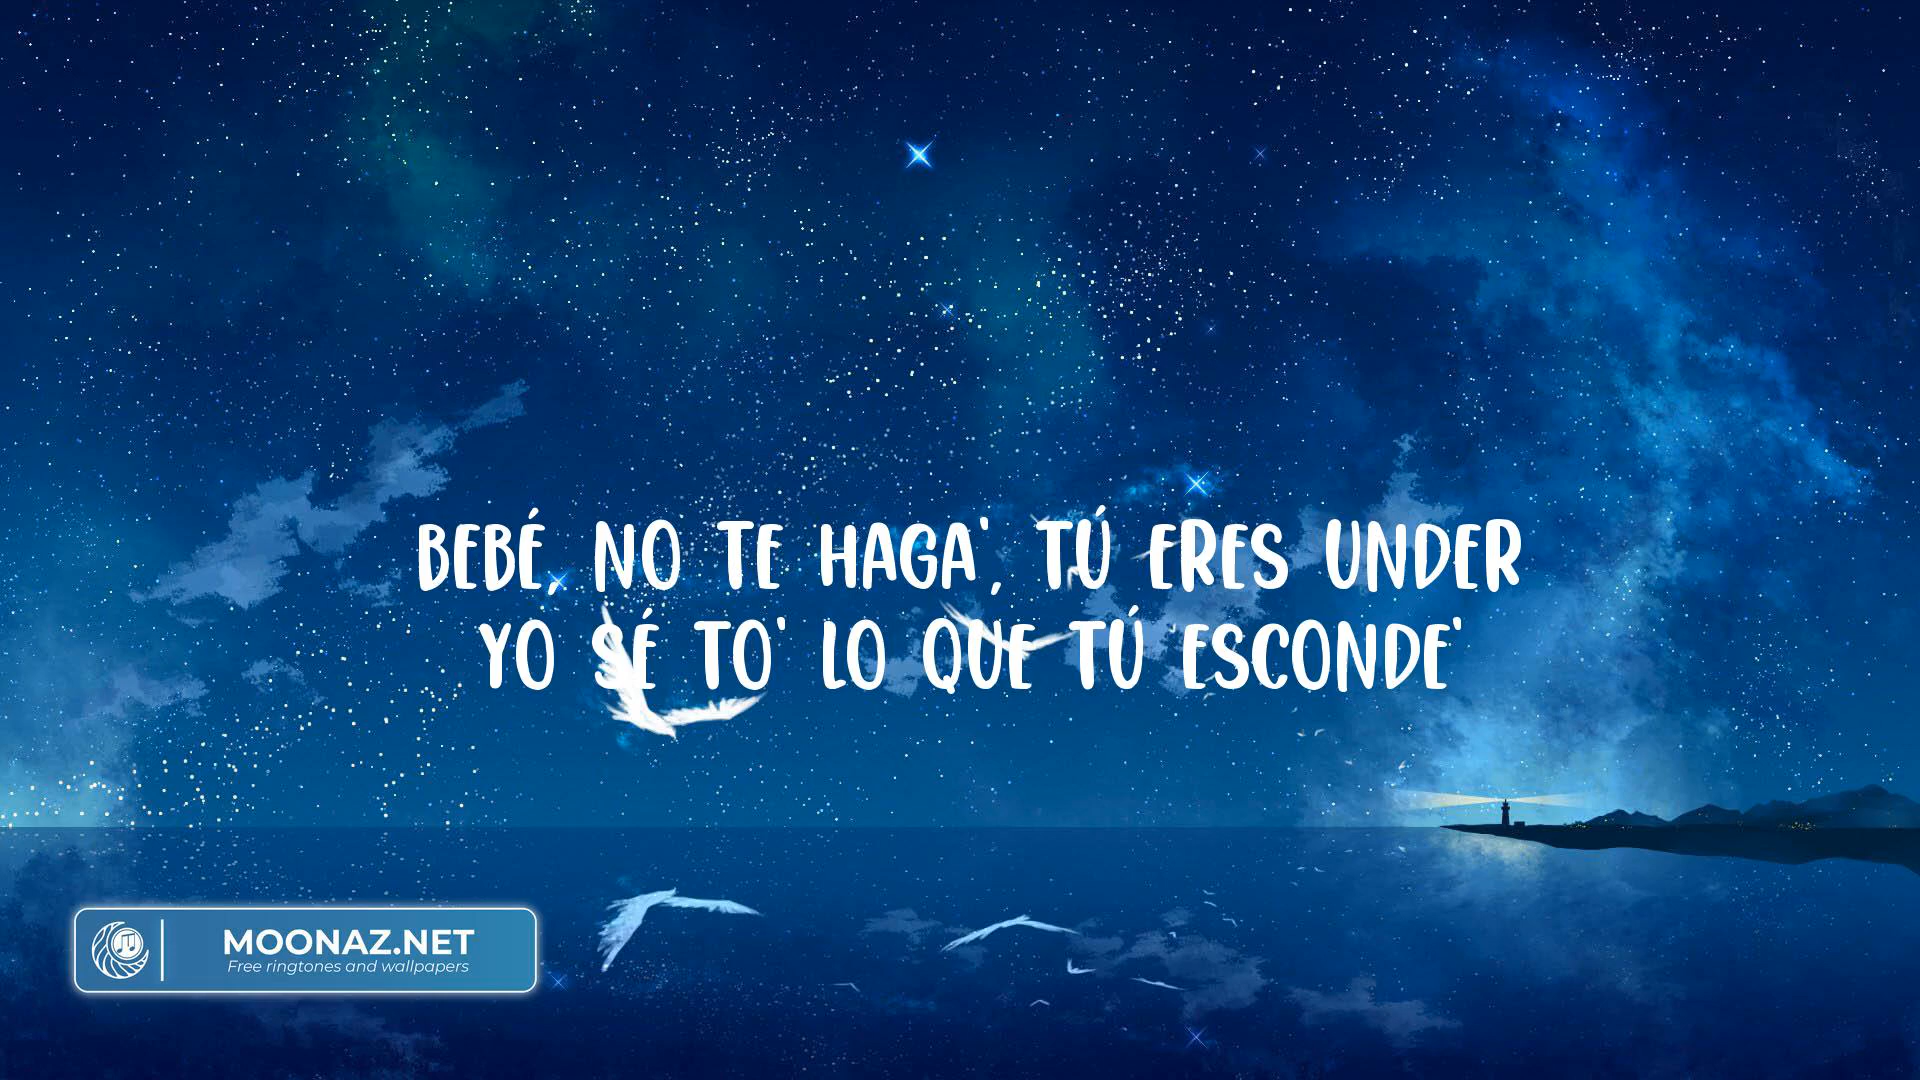 BEBÉ, NO TE HAGA', TÚ ERES UNDER
YO SÉ TO' LO QUE TÚ ESCONDE'
MOONAZ.NET
Free ringtones and wallpapers